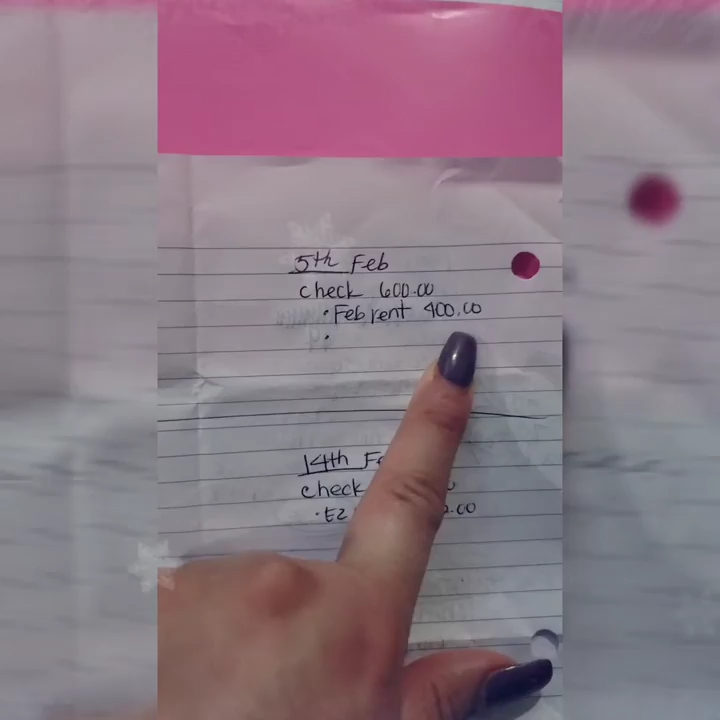 5th Feb
check 600.00
• Feb rent 400.00
•
14th
check